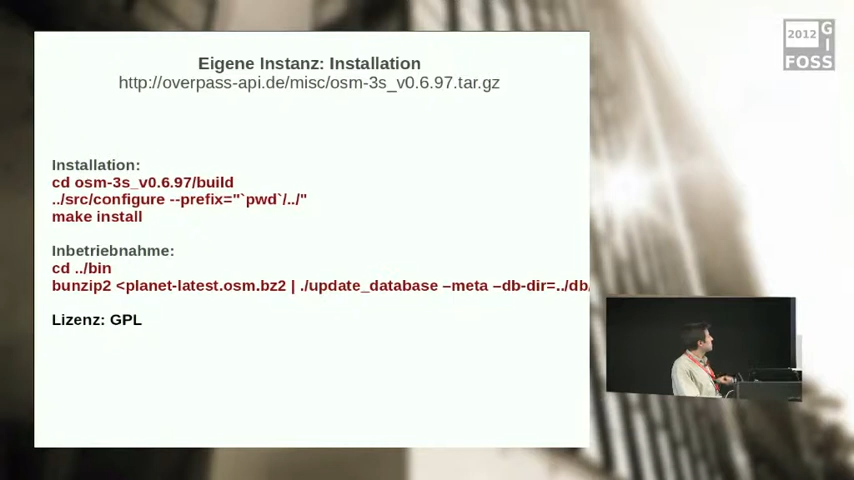 2012 GI
FOSS
Eigene Instanz: Installation
http://overpass-api.de/misc/osm-3s_v0.6.97.tar.gz
Installation:
cd osm-3s_v0.6.97/build
../src/configure --prefix="`pwd`/../"
make install
Inbetriebnahme:
cd ../bin
bunzip2 <planet-latest.osm.bz2 | ./update_database –meta –db-dir=../db/
Lizenz: GPL